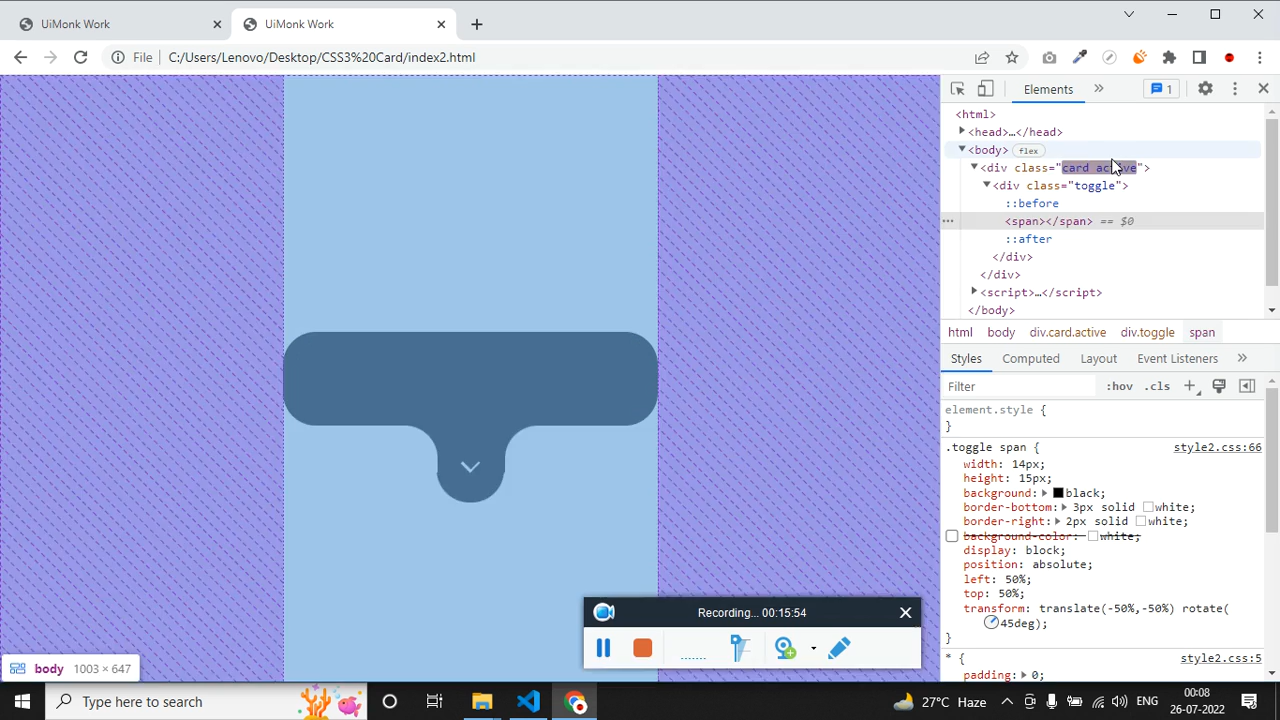 UiMonk Work
UiMonk Work
File C:/Users/Lenovo/Desktop/CSS3%20Card/index2.html
Elements
1
<html>
<head>…</head>
<body> flex
<div class="card active">
<div class="toggle">
::before
<span></span> == $0
::after
</div>
</div>
<script>…</script>
</body>
html body div.card.active div.toggle span
Styles Computed Layout Event Listeners
Filter :hov .cls
element.style {
}
.toggle span { style2.css:66
width: 14px;
height: 15px;
background: black;
border-bottom: 3px solid white;
border-right: 2px solid white;
background-color: white;
display: block;
position: absolute;
left: 50%;
top: 50%;
transform: translate(-50%,-50%) rotate(
45deg);
}
* { style2.css:5
padding: 0;
Recording... 00:15:54
body 1003 × 647
Type here to search
27°C Haze
ENG
00:08
26-07-2022